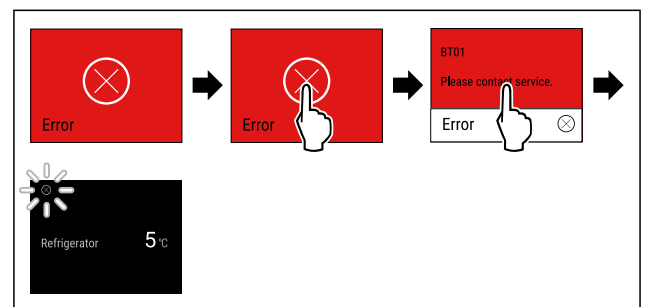 Error
Error
BT01
Please contact service.
Error
Refrigerator 5 °C